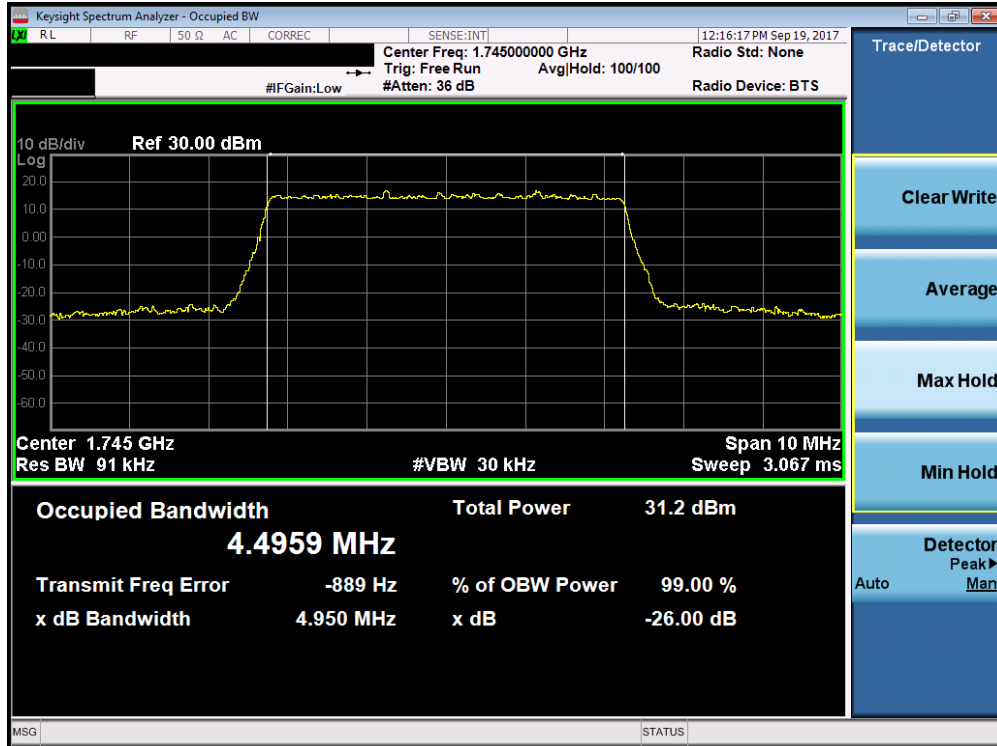 Keysight Spectrum Analyzer - Occupied BW
LXI RL RF 50 Ω AC CORREC SENSE:INT 12:16:17 PM Sep 19, 2017
Center Freq: 1.745000000 GHz Radio Std: None
Trig: Free Run Avg|Hold: 100/100
#IFGain:Low #Atten: 36 dB Radio Device: BTS
Trace/Detector
10 dB/div Ref 30.00 dBm
Log
20.0
10.0
0.00
-10.0
-20.0
-30.0
-40.0
-50.0
-60.0
Center 1.745 GHz Span 10 MHz
Res BW 91 kHz #VBW 30 kHz Sweep 3.067 ms
Occupied Bandwidth Total Power 31.2 dBm
4.4959 MHz
Transmit Freq Error -889 Hz % of OBW Power 99.00 %
x dB Bandwidth 4.950 MHz x dB -26.00 dB
Clear Write
Average
Max Hold
Min Hold
Detector
Peak▶
Auto Man
MSG STATUS